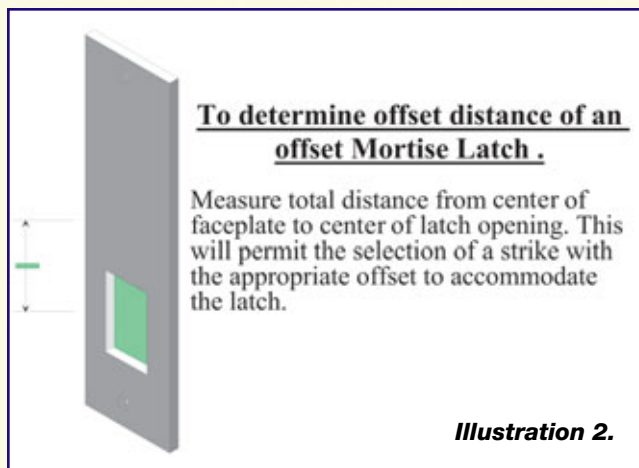 To determine offset distance of an
offset Mortise Latch .
Measure total distance from center of
faceplate to center of latch opening. This
will permit the selection of a strike with
the appropriate offset to accommodate
the latch.
Illustration 2.